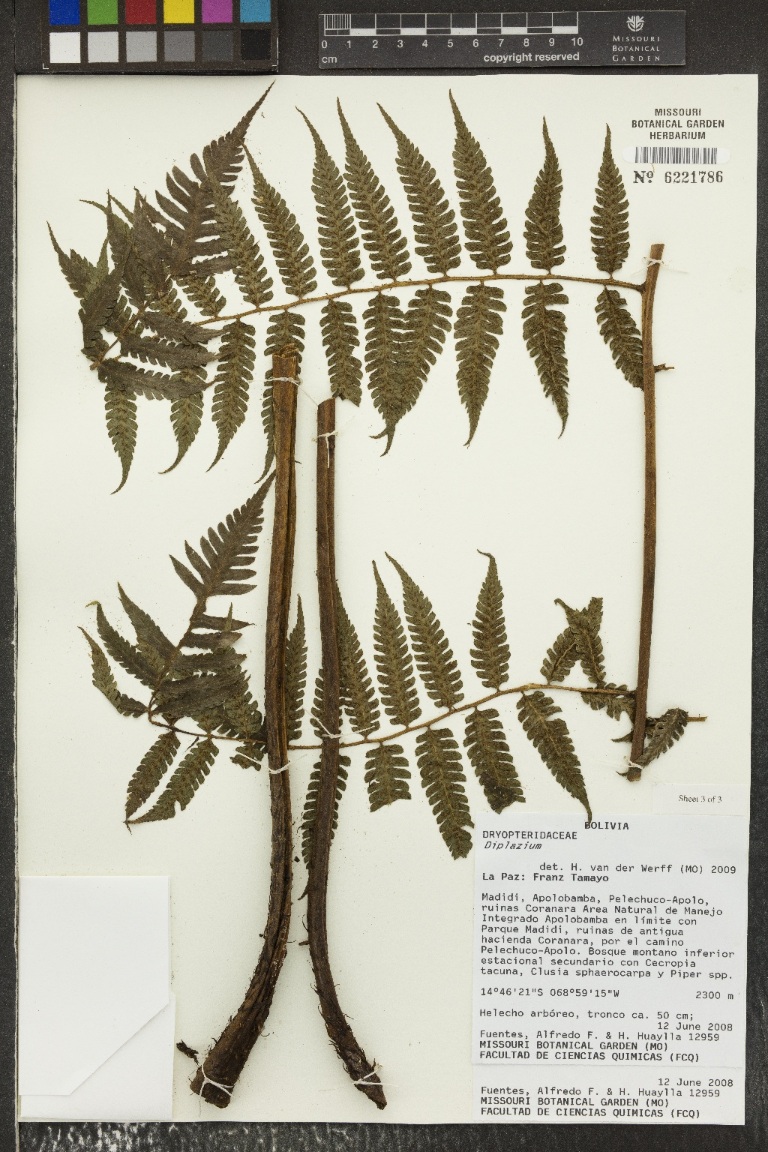 0 1 2 3 4 5 6 7 8 9 10
cm
copyright reserved
MISSOURI
BOTANICAL
GARDEN
MISSOURI
BOTANICAL GARDEN
HERBARIUM
No 6221786
Sheet 3 of 3
BOLIVIA
DRYOPTERIDACEAE
Diplazium
det. H. van der Werff (MO) 2009
La Paz: Franz Tamayo
Madidi, Apolobamba, Pelechuco-Apolo,
ruinas Coranara Area Natural de Manejo
Integrado Apolobamba en límite con
Parque Madidi, ruinas de antigua
hacienda Coranara, por el camino
Pelechuco-Apolo. Bosque montano inferior
estacional secundario con Cecropia
tacuna, Clusia sphaerocarpa y Piper spp.
14°46'21"S 068°59'15"W 2300 m
Helecho arbóreo, tronco ca. 50 cm;
12 June 2008
Fuentes, Alfredo F. & H. Huaylla 12959
MISSOURI BOTANICAL GARDEN (MO)
FACULTAD DE CIENCIAS QUIMICAS (FCQ)
12 June 2008
Fuentes, Alfredo F. & H. Huaylla 12959
MISSOURI BOTANICAL GARDEN (MO)
FACULTAD DE CIENCIAS QUIMICAS (FCQ)